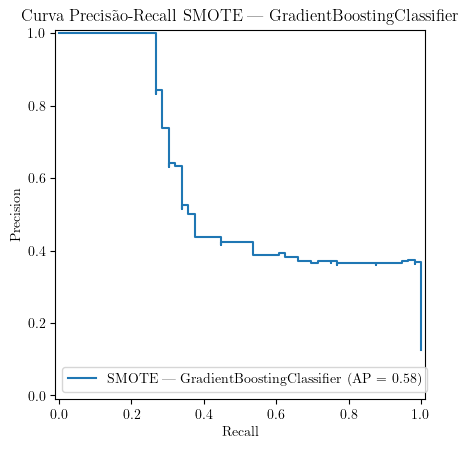 Curva Precisão-Recall SMOTE — GradientBoostingClassifier
1.0
0.8
0.6
0.4
0.2
0.0
Precision
SMOTE — GradientBoostingClassifier (AP = 0.58)
0.0 0.2 0.4 0.6 0.8 1.0
Recall